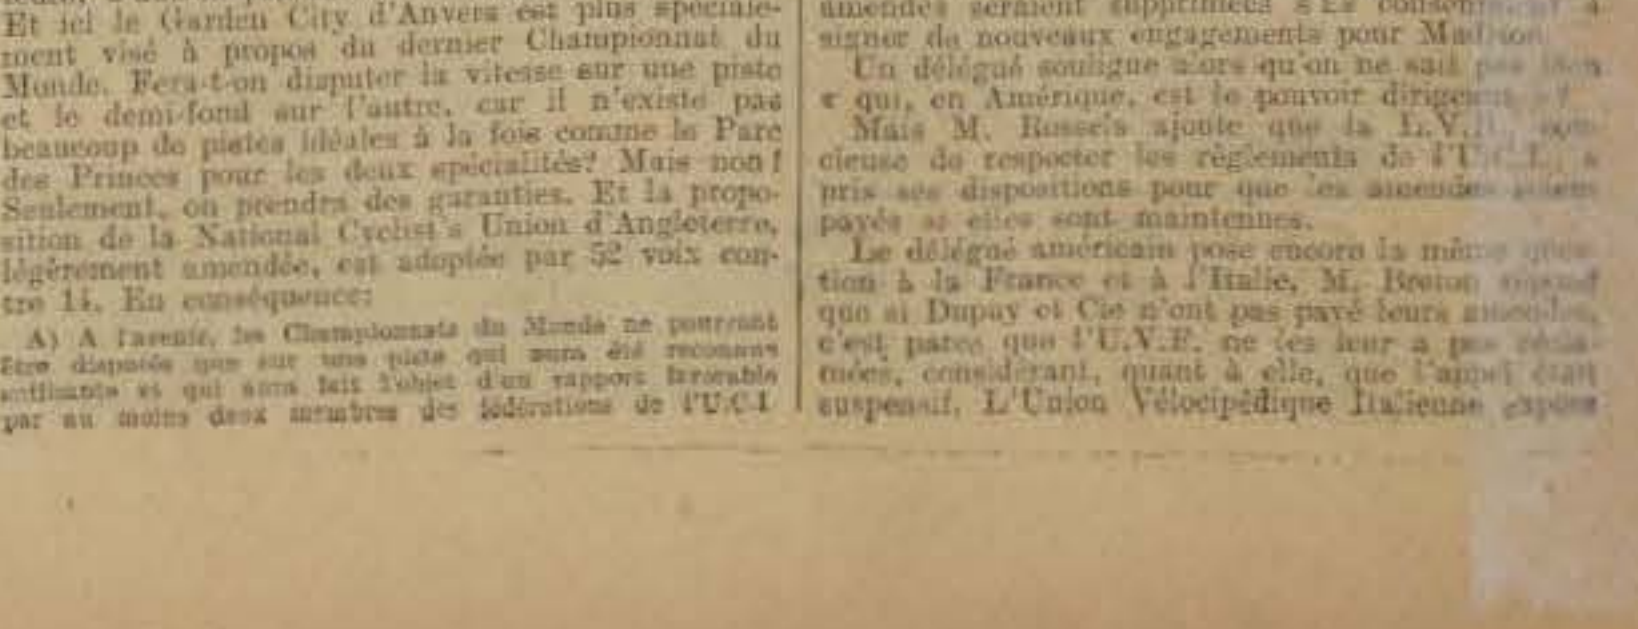 Et ici le Garden City d'Anvers est plus spéciale-
ment visé à propos du dernier Championnat du
Monde. Fera-t-on disputer la vitesse sur une piste
et le demi-fond sur l'autre, car il n'existe pas
beaucoup de pistes idéales à la fois comme le Parc
des Princes pour les deux spécialités? Mais non!
Seulement, on prendra des garanties. Et la propo-
sition de la National Cyclist's Union d'Angleterre,
légèrement amendée, est adoptée par 52 voix con-
tre 14. En conséquence:
A) A l'avenir, les Championnats du Monde ne pourront
être disputés que sur une piste qui aura été reconnue
suffisante et qui aura fait l'objet d'un rapport favorable
par au moins deux membres des fédérations de l'U.C.I.
amendes seraient supprimées
signer de nouveaux engagements pour Madison
Un délégué souligne alors qu'on ne sait pas bien
qui, en Amérique, est le pouvoir dirigeant
Mais M. Rossels ajoute que la L.V.B.
cieuse de respecter les règlements de l'U.C.I. a
pris ses dispositions pour que les amendes soient
payés si elles sont maintenues.
Le délégué américain pose encore la même ques-
tion à la France et à l'Italie, M. Breton répond
que si Dupuy et Cie n'ont pas payé leurs amendes,
c'est parce que l'U.V.F. ne les leur a pas récla-
mées, considérant, quant à elle, que l'appel était
suspensif. L'Union Vélocipédique Italienne expose